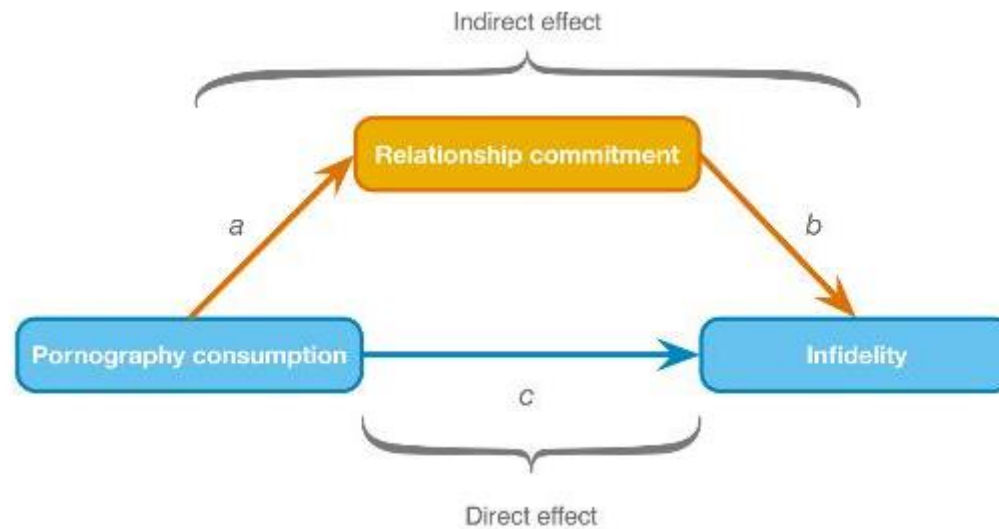 Indirect effect
Relationship commitment
a
b
Pornography consumption
Infidelity
c
Direct effect